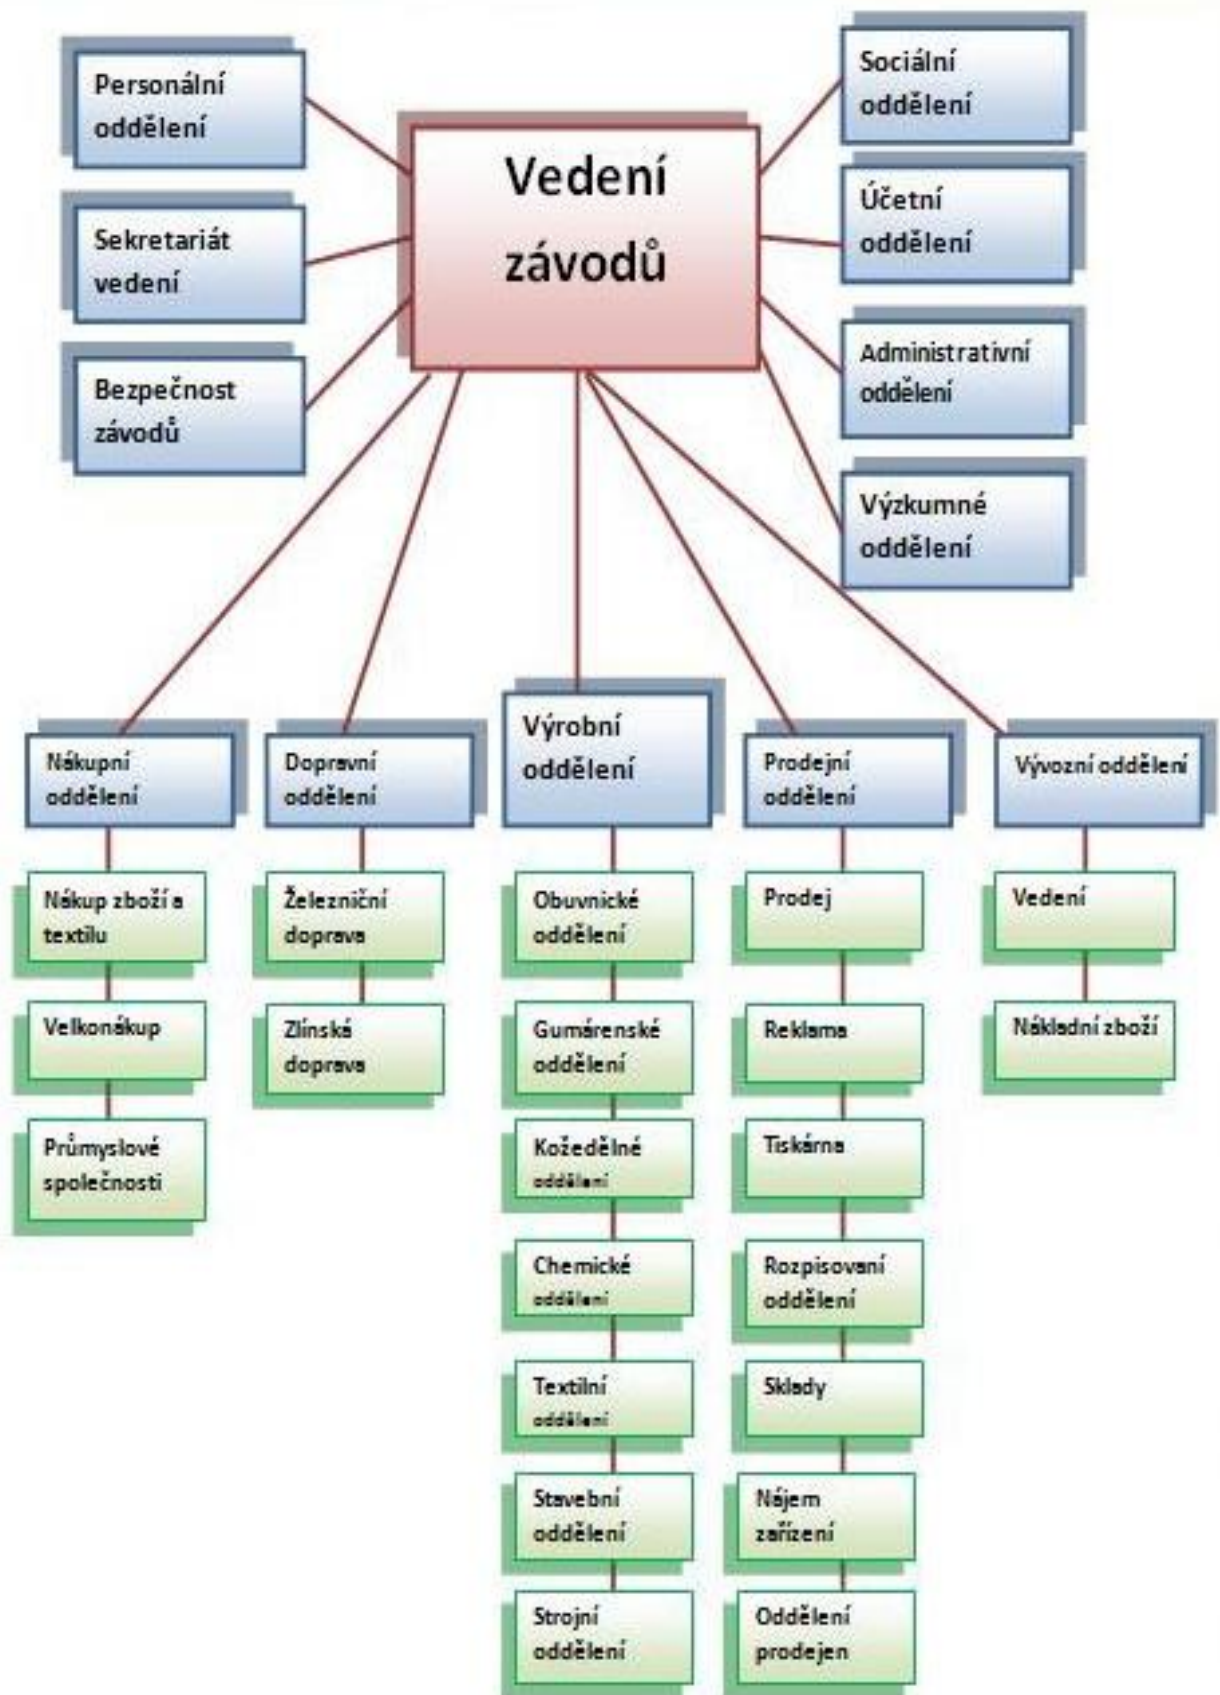 Personální
oddělení
Sekretariát
vedení
Bezpečnost
závodů
Vedení
závodů
Sociální
oddělení
Účetní
oddělení
Administrativní
oddělení
Výzkumné
oddělení
Nákupní
oddělení
Dopravní
oddělení
Výrobní
oddělení
Prodejní
oddělení
Vývozní oddělení
Nákup zboží a
textilu
Velkonákup
Průmyslové
společnosti
Železniční
doprava
Zlínská
doprava
Obuvnické
oddělení
Gumárenské
oddělení
Kožedělné
oddělení
Chemické
oddělení
Textilní
oddělení
Stavební
oddělení
Strojní
oddělení
Prodej
Reklama
Tiskárna
Rozpisovaní
oddělení
Sklady
Nájem
zařízení
Oddělení
prodejen
Vedení
Nákladní zboží